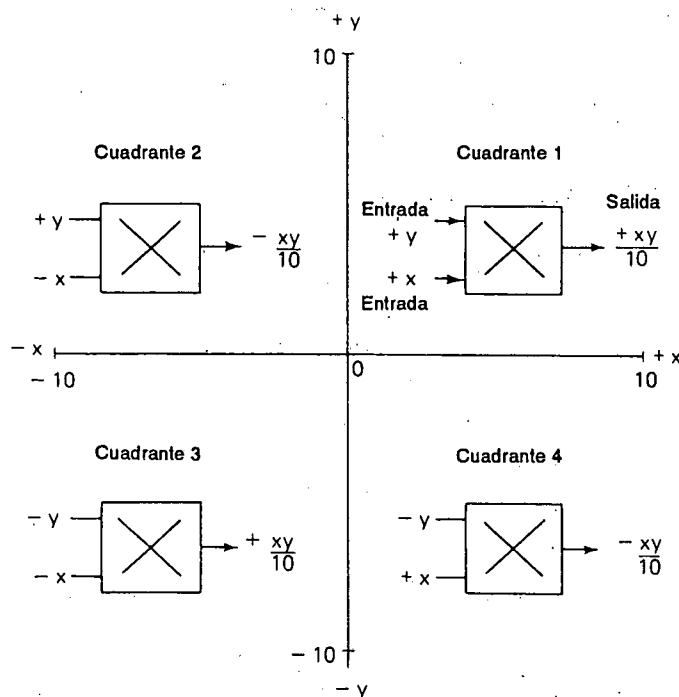 + y
10
Cuadrante 2
Cuadrante 1
+ y
- x
- xy/10
Entrada
+ y
+ x
Entrada
Salida
+ xy/10
- x
- 10
0
+ x
10
Cuadrante 3
Cuadrante 4
- y
- x
+ xy/10
- y
+ x
- xy/10
- 10
- y